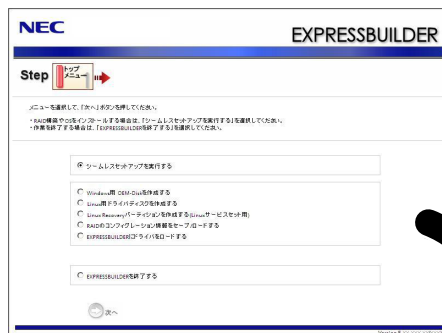 NEC
EXPRESSBUILDER
Step
トップ
メニュー
メニューを選択して、「次へ」ボタンを押してください。
・RAID構築やOSをインストールする場合は、「シームレスセットアップを実行する」を選択してください。
・作業を終了する場合は、「EXPRESSBUILDERを終了する」を選択してください。
シームレスセットアップを実行する
Windows用 OEM-Diskを作成する
Linux用ドライバディスクを作成する
Linux Recoveryパーティションを作成する(Linuxサービスセット用)
RAIDのコンフィグレーション情報をセーブ/ロードする
EXPRESSBUILDERにドライバをロードする
EXPRESSBUILDERを終了する
次へ
Version